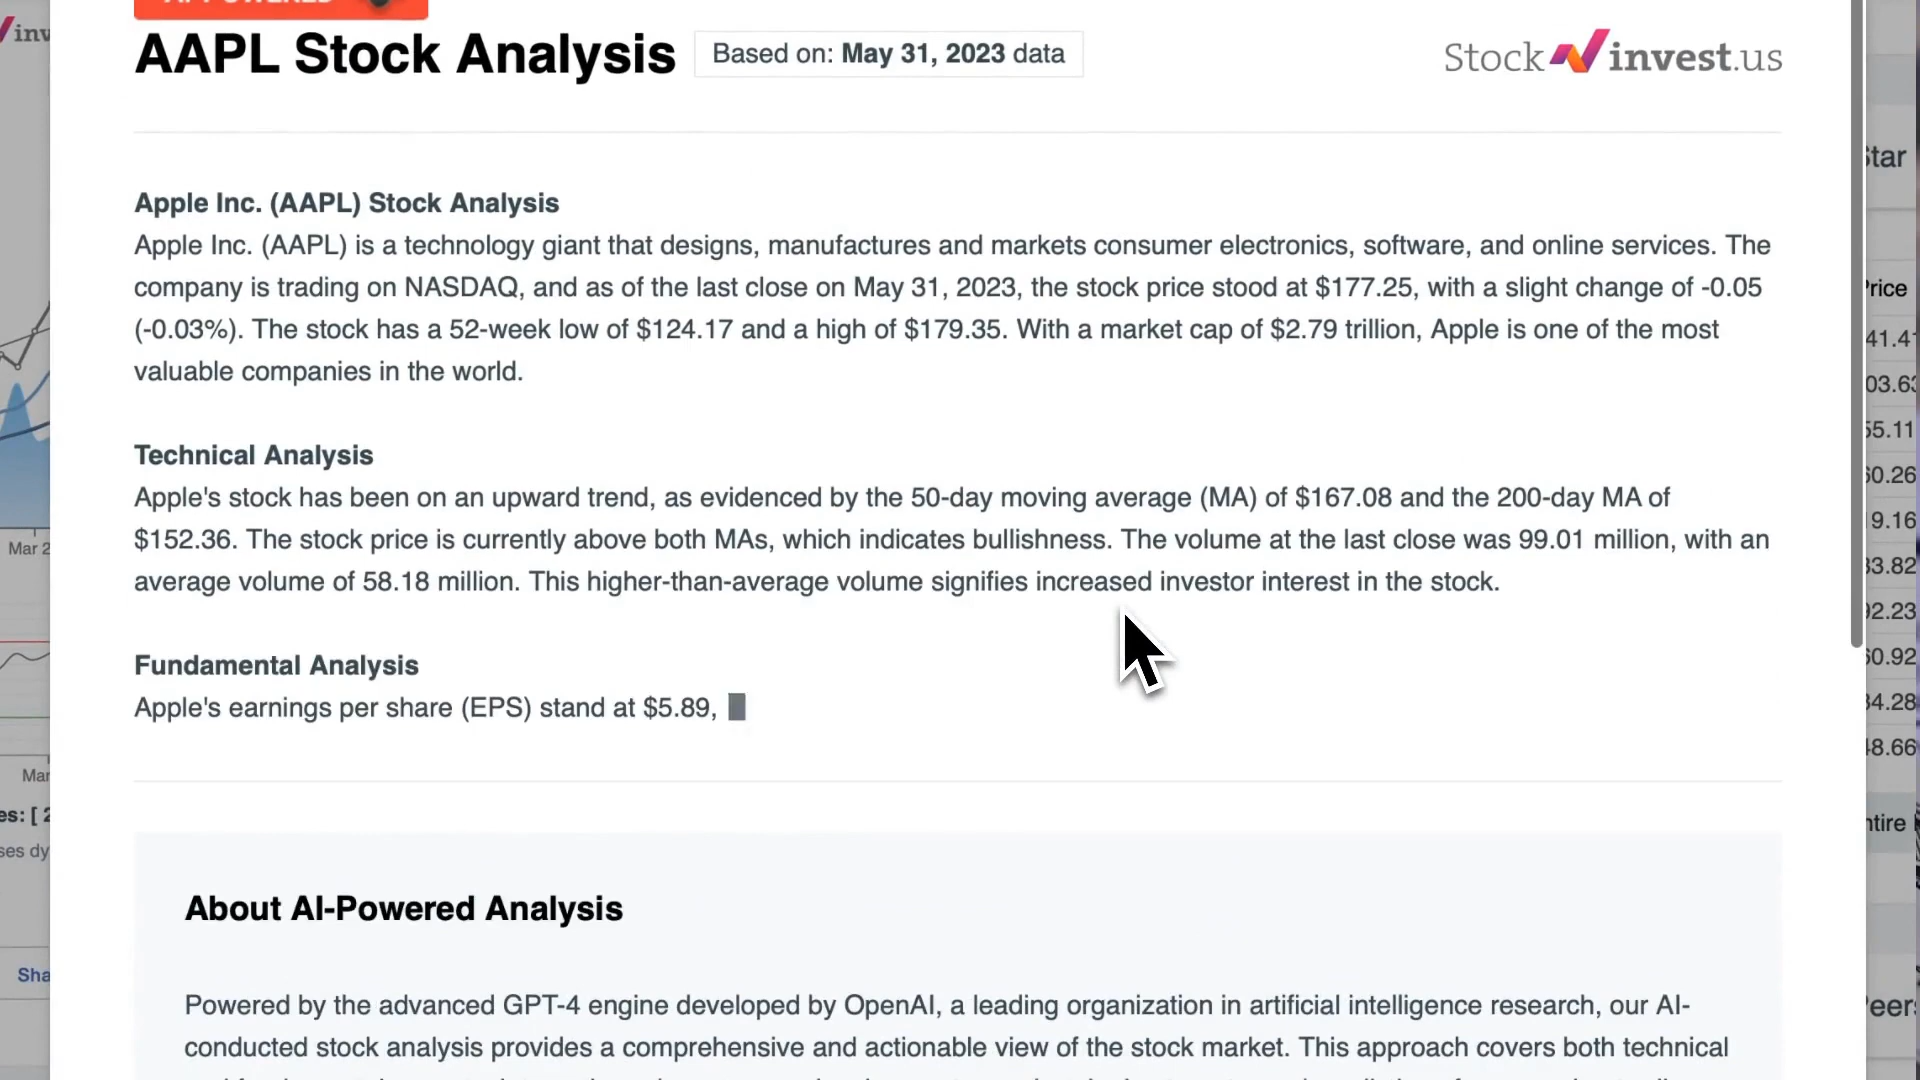 AAPL Stock Analysis
Based on: May 31, 2023 data
Stockinvest.us
Apple Inc. (AAPL) Stock Analysis
Apple Inc. (AAPL) is a technology giant that designs, manufactures and markets consumer electronics, software, and online services. The
company is trading on NASDAQ, and as of the last close on May 31, 2023, the stock price stood at $177.25, with a slight change of -0.05
(-0.03%). The stock has a 52-week low of $124.17 and a high of $179.35. With a market cap of $2.79 trillion, Apple is one of the most
valuable companies in the world.
Technical Analysis
Apple's stock has been on an upward trend, as evidenced by the 50-day moving average (MA) of $167.08 and the 200-day MA of
$152.36. The stock price is currently above both MAs, which indicates bullishness. The volume at the last close was 99.01 million, with an
average volume of 58.18 million. This higher-than-average volume signifies increased investor interest in the stock.
Fundamental Analysis
Apple's earnings per share (EPS) stand at $5.89,
About AI-Powered Analysis
Powered by the advanced GPT-4 engine developed by OpenAI, a leading organization in artificial intelligence research, our AI-
conducted stock analysis provides a comprehensive and actionable view of the stock market. This approach covers both technical